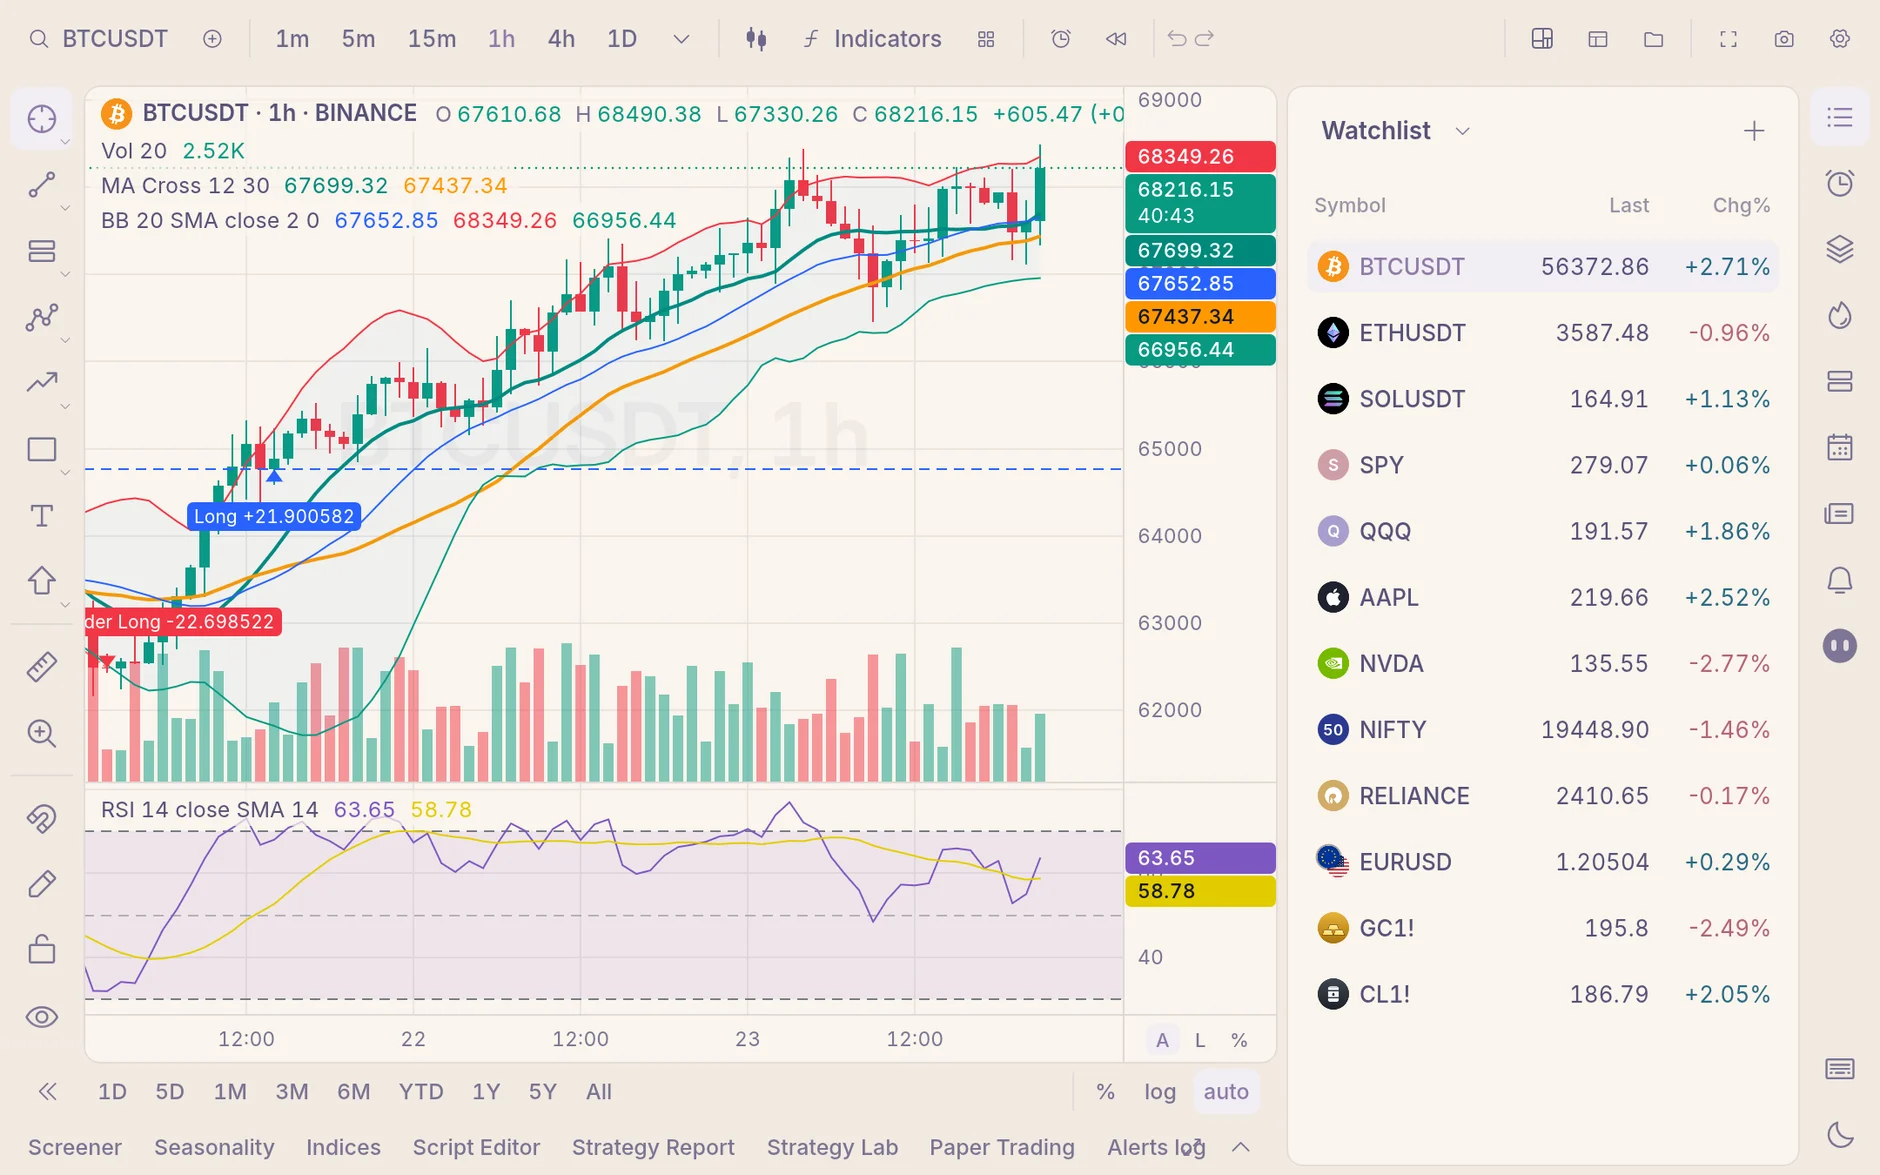 BTCUSDT 1m 5m 15m 1h 4h 1D Indicators
BTCUSDT · 1h · BINANCE O 67610.68 H 68490.38 L 67330.26 C 68216.15 +605.47 (+0
Vol 20 2.52K
MA Cross 12 30 67699.32 67437.34
BB 20 SMA close 2 0 67652.85 68349.26 66956.44
BTCUSDT, 1h
Long +21.900582
der Long -22.698522
69000
68349.26
68216.15
40:43
67699.32
67652.85
67437.34
66956.44
65000
64000
63000
62000
RSI 14 close SMA 14 63.65 58.78
63.65
58.78
40
12:00 22 12:00 23 12:00
A L %
1D 5D 1M 3M 6M YTD 1Y 5Y All
% log auto
Screener Seasonality Indices Script Editor Strategy Report Strategy Lab Paper Trading Alerts log
Watchlist
Symbol Last Chg%
BTCUSDT 56372.86 +2.71%
ETHUSDT 3587.48 -0.96%
SOLUSDT 164.91 +1.13%
S SPY 279.07 +0.06%
Q QQQ 191.57 +1.86%
AAPL 219.66 +2.52%
NVDA 135.55 -2.77%
50 NIFTY 19448.90 -1.46%
RELIANCE 2410.65 -0.17%
EURUSD 1.20504 +0.29%
GC1! 195.8 -2.49%
CL1! 186.79 +2.05%